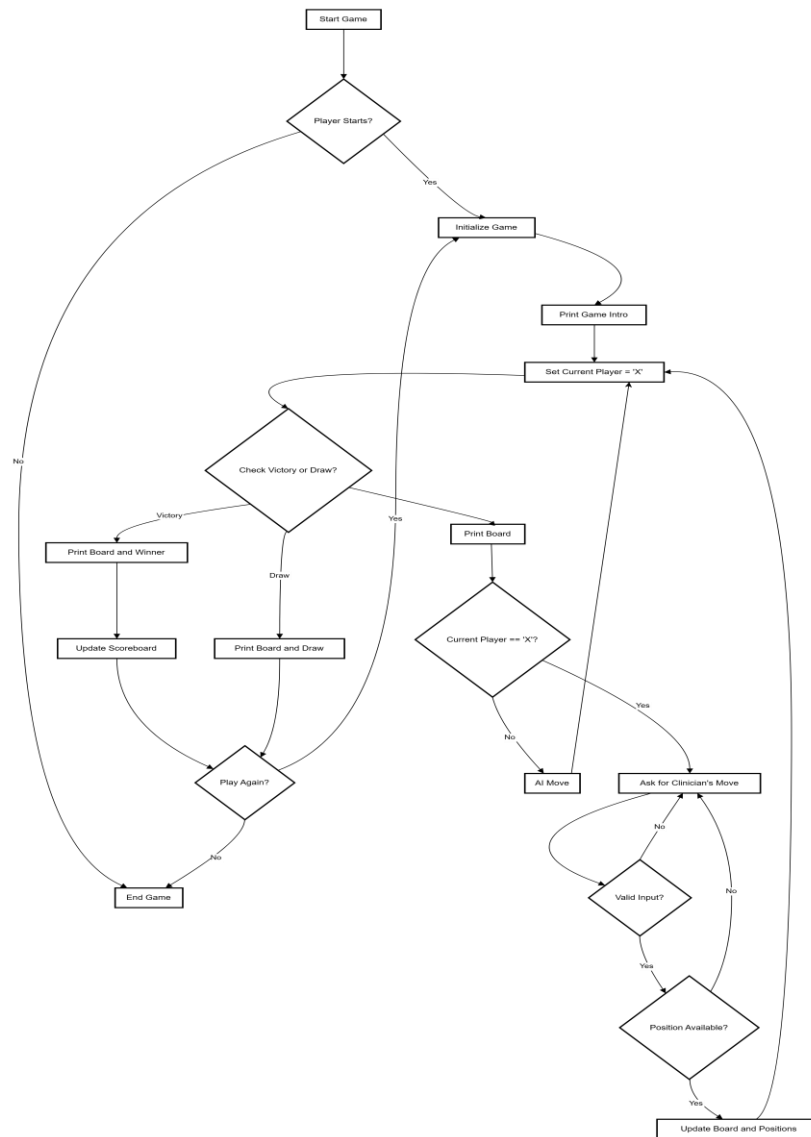 Start Game
Player Starts?
Yes
Initialize Game
Print Game Intro
Set Current Player = 'X'
No
Check Victory or Draw?
Victory
Yes
Print Board
Print Board and Winner
Draw
Current Player == 'X'?
Update Scoreboard
Print Board and Draw
Yes
No
Play Again?
AI Move
Ask for Clinician's Move
No
No
End Game
Valid Input?
No
Yes
Position Available?
Yes
Update Board and Positions